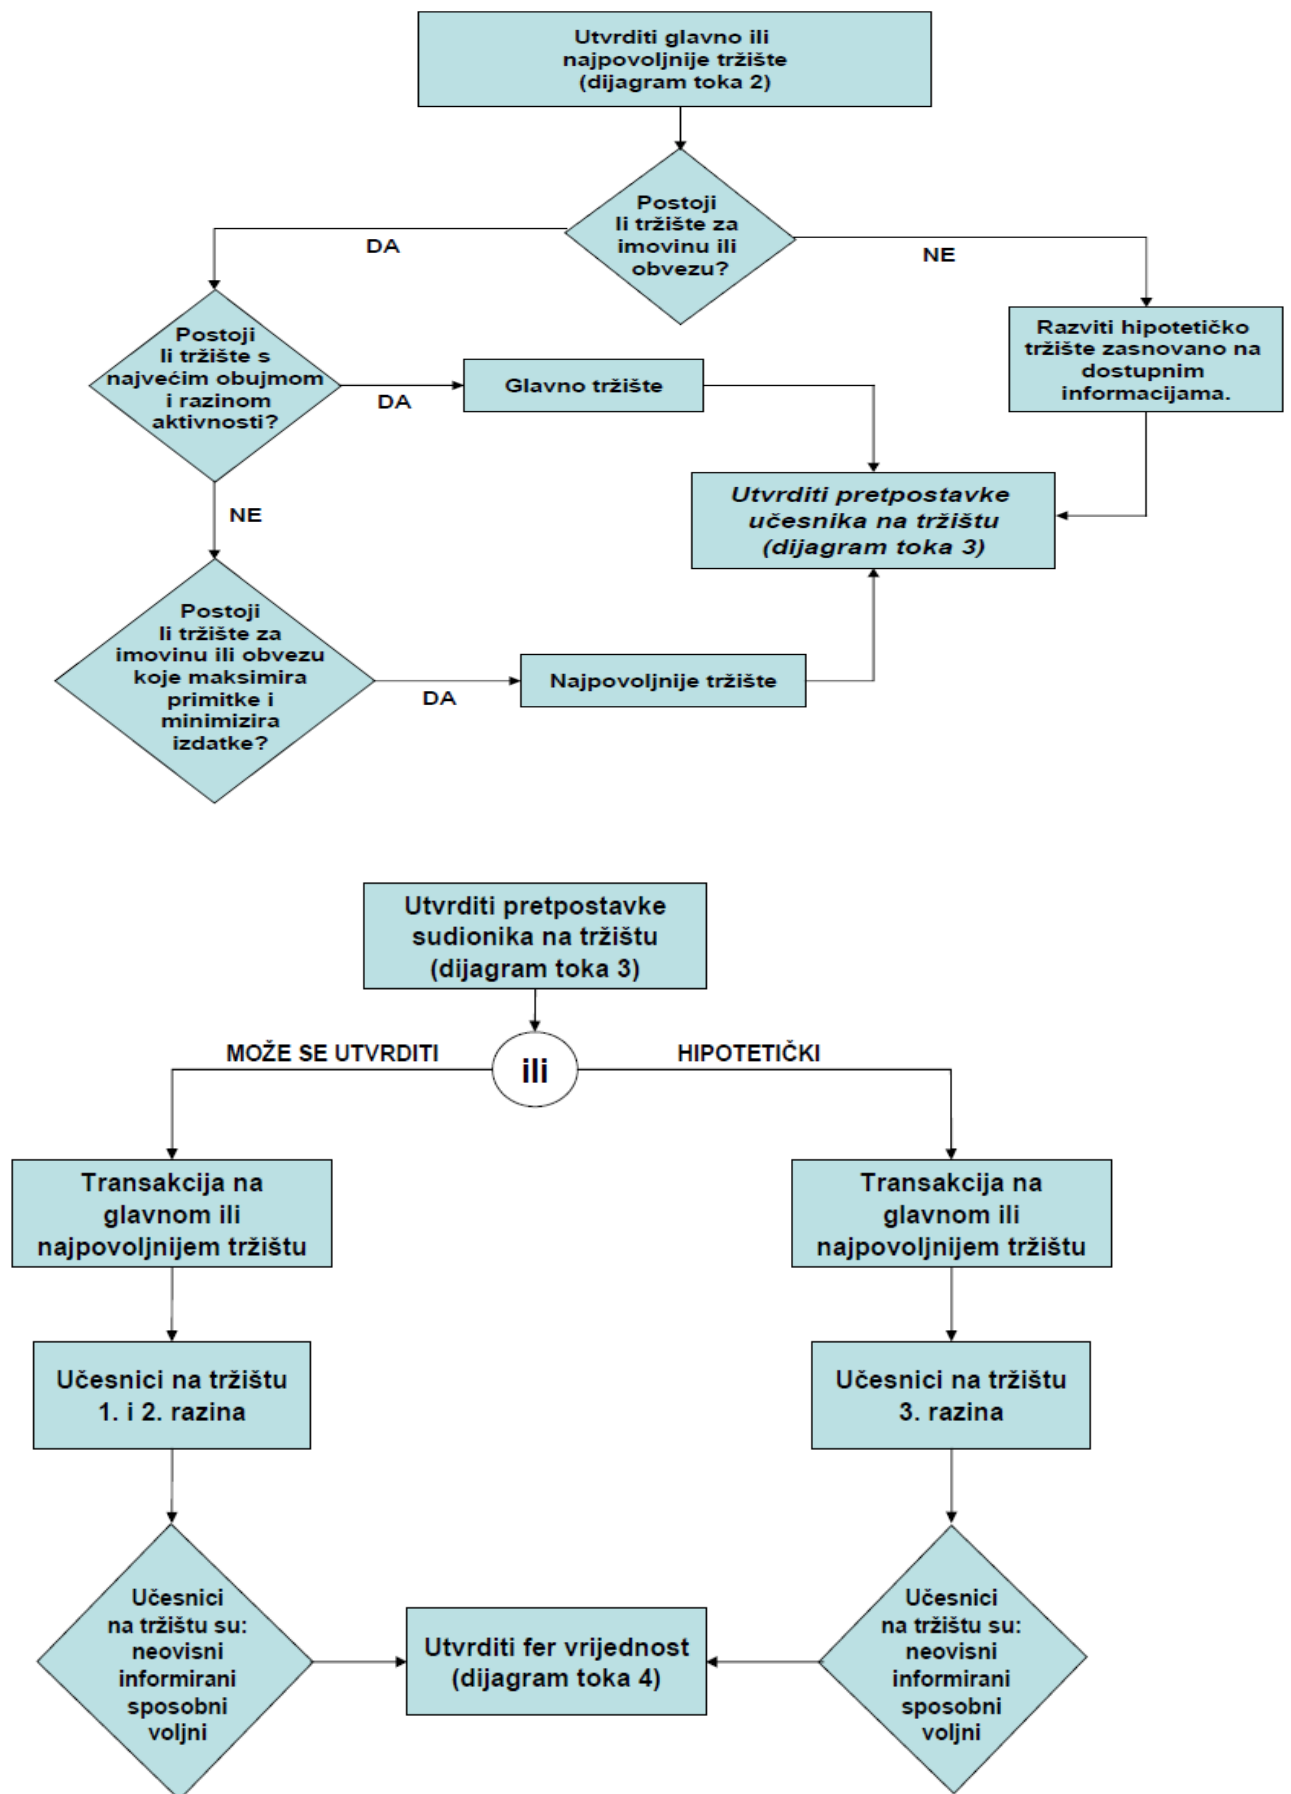 Utvrditi glavno ili
najpovoljnije tržište
(dijagram toka 2)
Postoji
li tržište za
imovinu ili
obvezu?
DA
NE
Postoji
li tržište s
najvećim obujmom
i razinom
aktivnosti?
DA
Glavno tržište
Razviti hipotetičko
tržište zasnovano na
dostupnim
informacijama.
Utvrditi pretpostavke
učesnika na tržištu
(dijagram toka 3)
NE
Postoji
li tržište za
imovinu ili obvezu
koje maksimira
primitke i
minimizira
izdatke?
DA
Najpovoljnije tržište
Utvrditi pretpostavke
sudionika na tržištu
(dijagram toka 3)
MOŽE SE UTVRDITI
ili
HIPOTETIČKI
Transakcija na
glavnom ili
najpovoljnijem tržištu
Transakcija na
glavnom ili
najpovoljnijem tržištu
Učesnici na tržištu
1. i 2. razina
Učesnici na tržištu
3. razina
Učesnici
na tržištu su:
neovisni
informirani
sposobni
voljni
Utvrditi fer vrijednost
(dijagram toka 4)
Učesnici
na tržištu su:
neovisni
informirani
sposobni
voljni